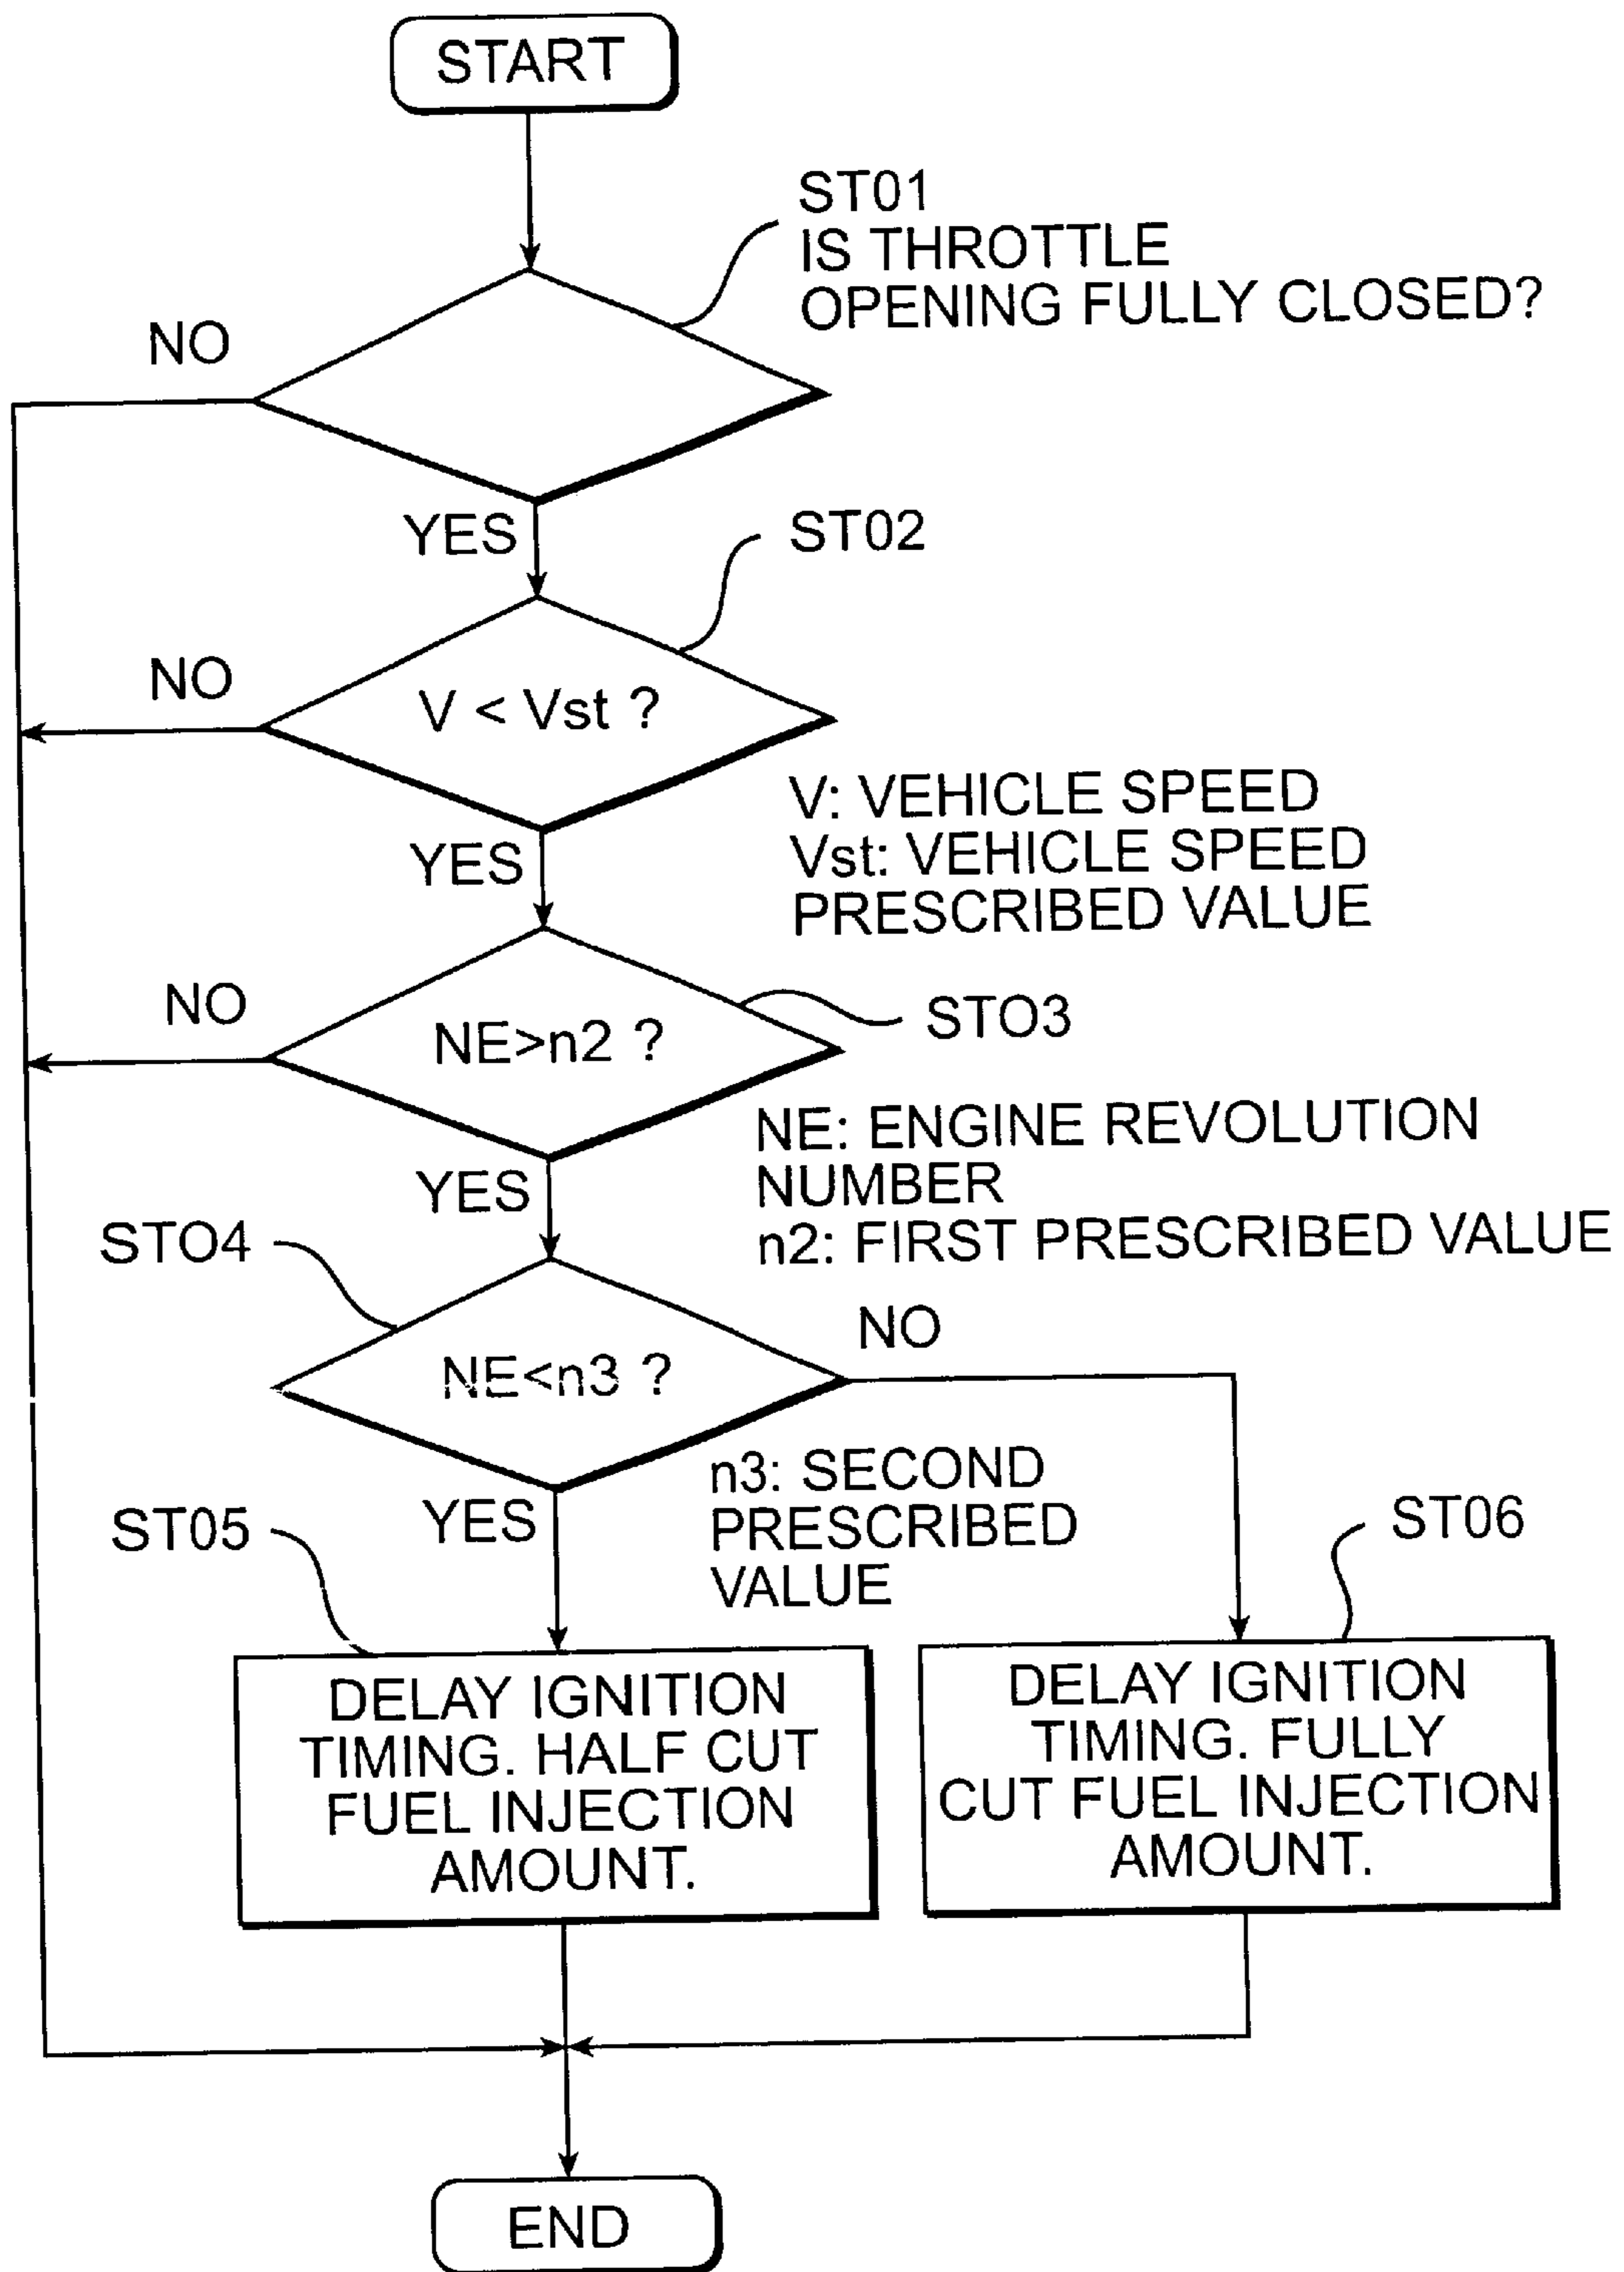 START
ST01
IS THROTTLE
OPENING FULLY CLOSED?
NO
YES
ST02
NO
V < Vst ?
V: VEHICLE SPEED
Vst: VEHICLE SPEED
PRESCRIBED VALUE
YES
NO
STO3
NE>n2 ?
NE: ENGINE REVOLUTION
NUMBER
n2: FIRST PRESCRIBED VALUE
YES
STO4
NO
NE<n3 ?
n3: SECOND
PRESCRIBED
VALUE
YES
ST05
ST06
DELAY IGNITION
TIMING. HALF CUT
FUEL INJECTION
AMOUNT.
DELAY IGNITION
TIMING. FULLY
CUT FUEL INJECTION
AMOUNT.
END